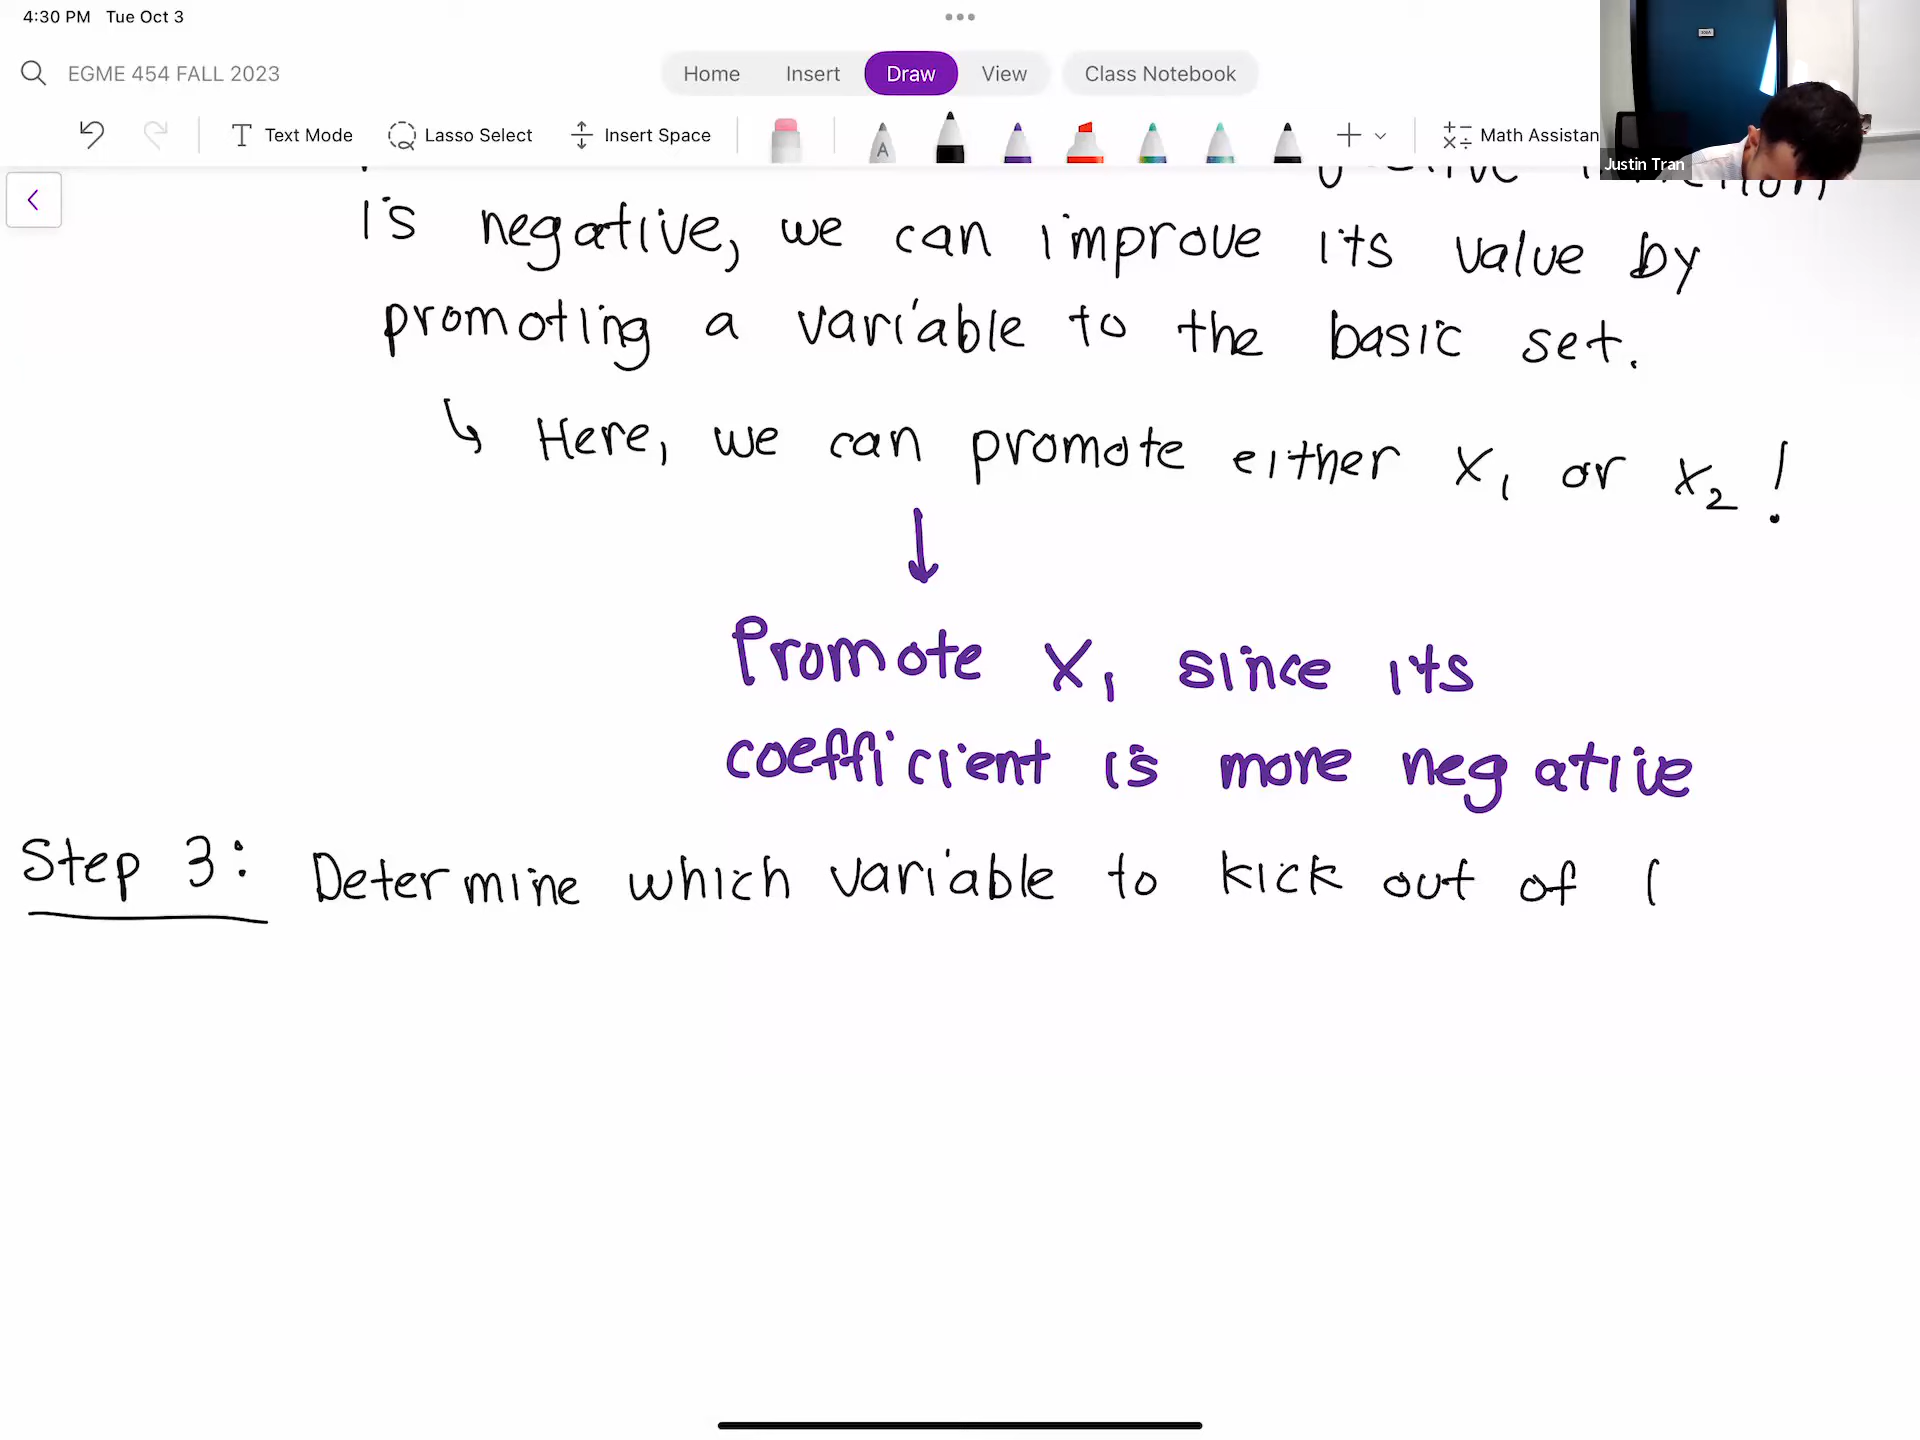 4:30 PM Tue Oct 3
EGME 454 FALL 2023
Home Insert Draw View Class Notebook
Text Mode Lasso Select Insert Space A Math Assistan
Justin Tran
is negative, we can improve its value by
promoting a variable to the basic set.
↳ Here, we can promote either x₁ or x₂ !
↓
Promote x₁ since its
coefficient is more negative
Step 3: Determine which variable to kick out of (